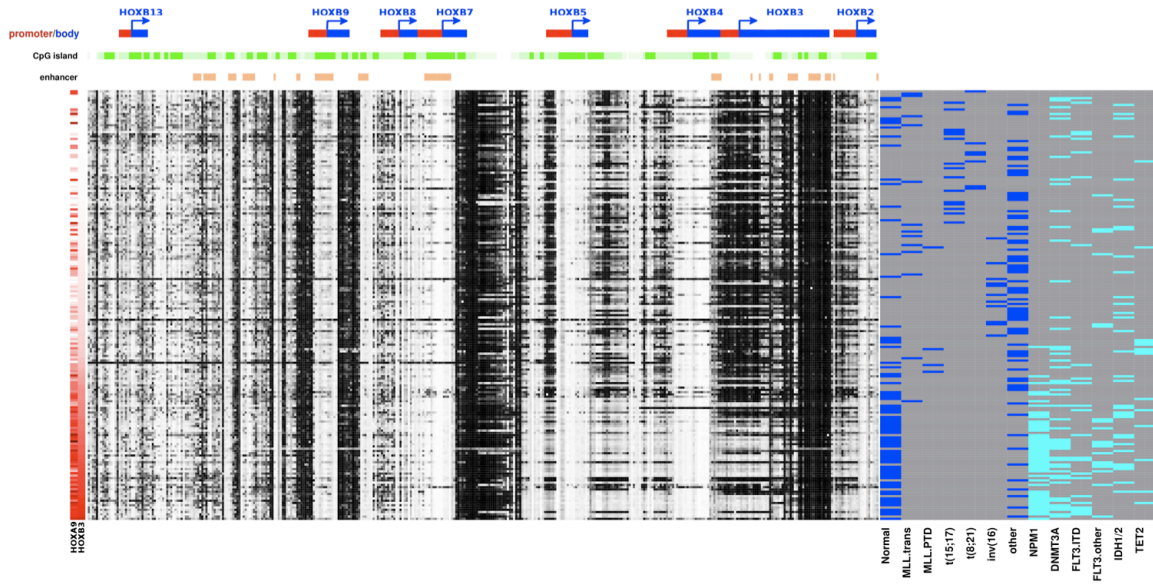 HOXB13 HOXB9 HOXB8 HOXB7 HOXB5 HOXB4 HOXB3 HOXB2
promoter/body
CpG island
enhancer
HOXA9
HOXB3
Normal
MLL.trans
MLL.PTD
t(15;17)
t(8;21)
inv(16)
other
NPM1
DNMT3A
FLT3.ITD
FLT3.other
IDH1/2
TET2